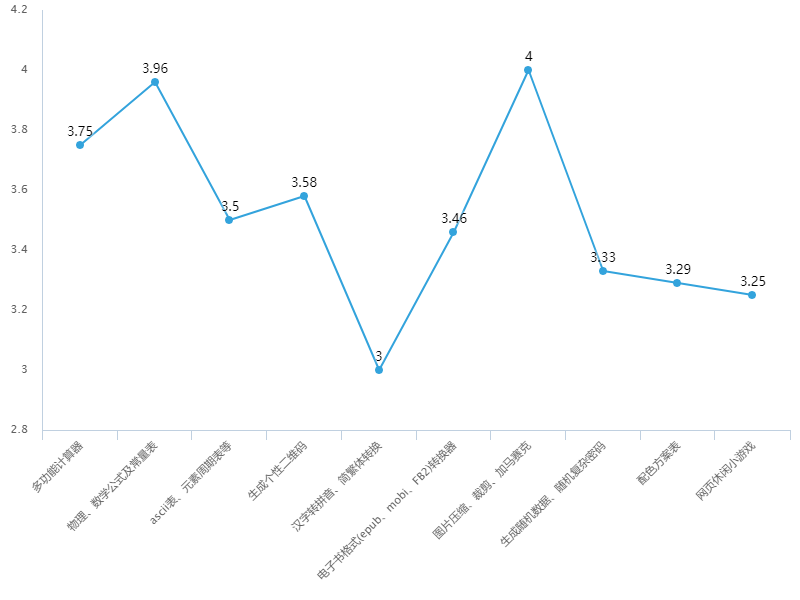 4.2
4
3.8
3.6
3.4
3.2
3
2.8
3.75
3.96
3.5
3.58
3
3.46
4
3.33
3.29
3.25
多功能计算器
物理、数学公式及常量表
ascii表、元素周期表等
生成个性二维码
汉字转拼音、简繁体转换
电子书格式(epub、mobi、FB2)转换器
图片压缩、裁剪、加马赛克
生成随机数据、随机复杂密码
配色方案表
网页休闲小游戏